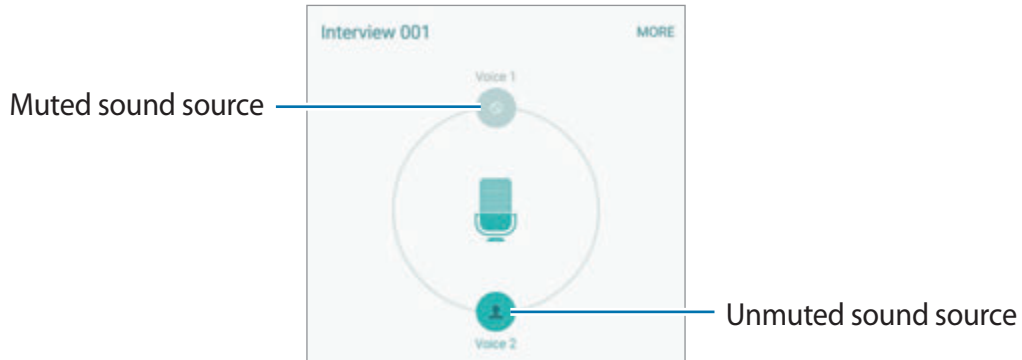 Interview 001 MORE
Voice 1
Muted sound source
Unmuted sound source
Voice 2